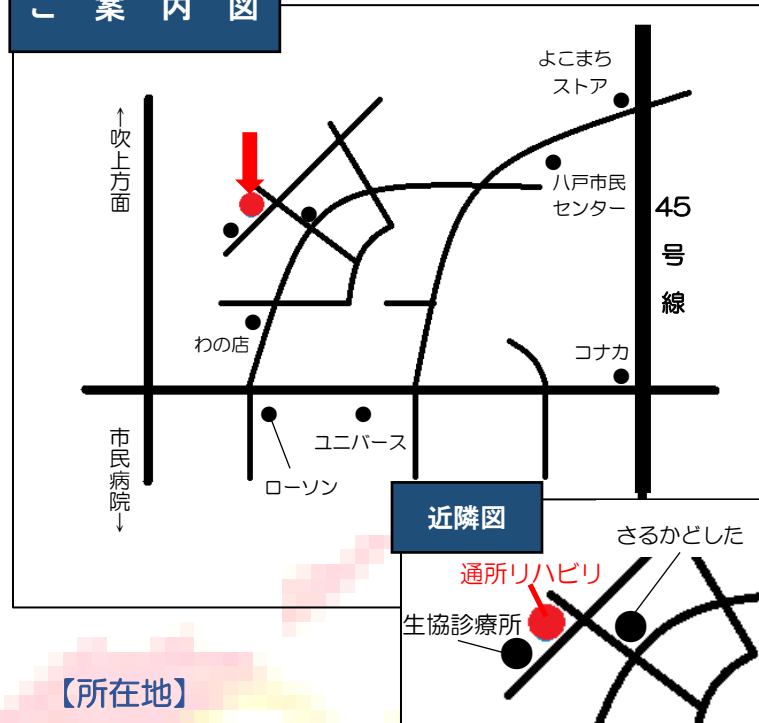 ご案内図
よこまち
ストア
↑吹上方面
八戸市民
センター
45
号
線
わの店
コナカ
ユニバース
ローソン
市民病院↓
近隣図
さるかどした
通所リハビリ
生協診療所
【所在地】